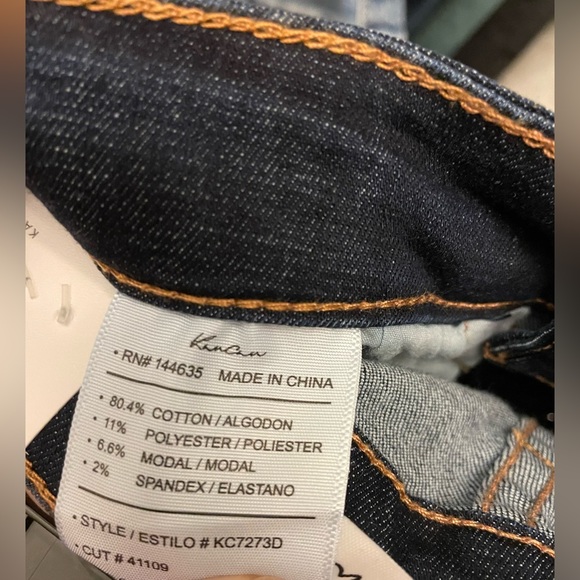 KanCan
• RN# 144635 MADE IN CHINA
• 80.4% COTTON / ALGODON
• 11% POLYESTER / POLIESTER
• 6.6% MODAL / MODAL
• 2% SPANDEX / ELASTANO
• STYLE / ESTILO # KC7273D
• CUT # 41109